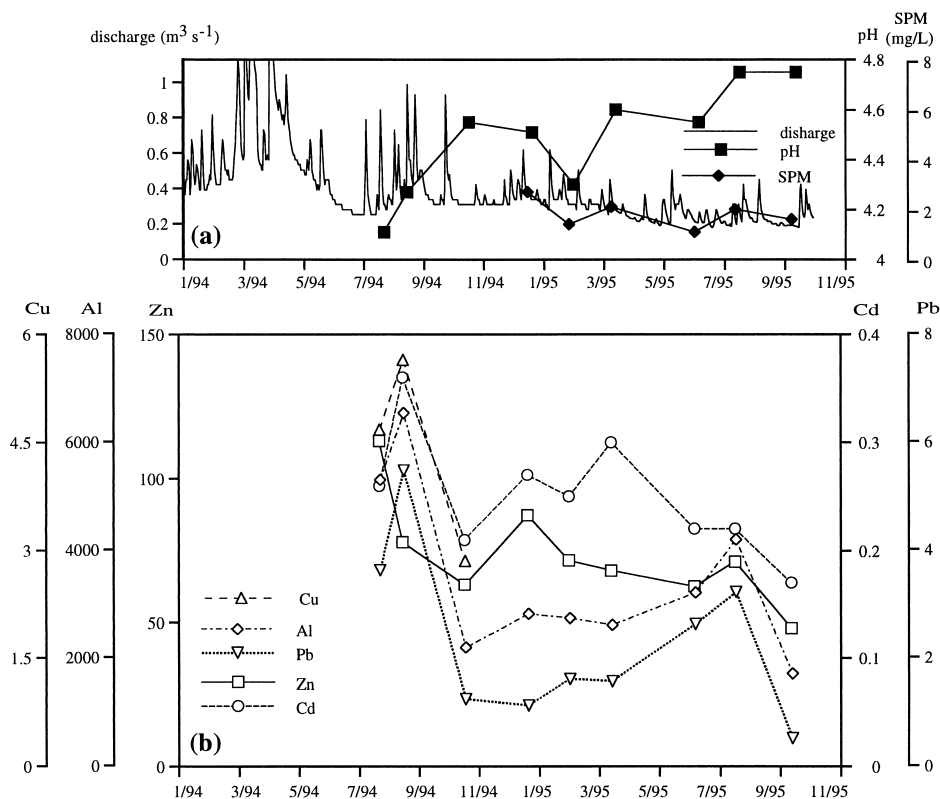 SPM
discharge (m3 s-1) pH (mg/L)
4.8 8
1
0.8 4.6 6
0.6 4.4 4
disharge
pH
0.4 SPM
0.2 4.2 2
(a)
0 4 0
1/94 3/94 5/94 7/94 9/94 11/94 1/95 3/95 5/95 7/95 9/95 11/95
Cu Al Zn Cd Pb
6 8000 150 0.4 8
4.5 6000 0.3 6
100
3 4000 0.2 4
Cu
50
Al
1.5 2000 Pb 0.1 2
Zn
Cd
(b)
0 0 0 0 0
1/94 3/94 5/94 7/94 9/94 11/94 1/95 3/95 5/95 7/95 9/95 11/95